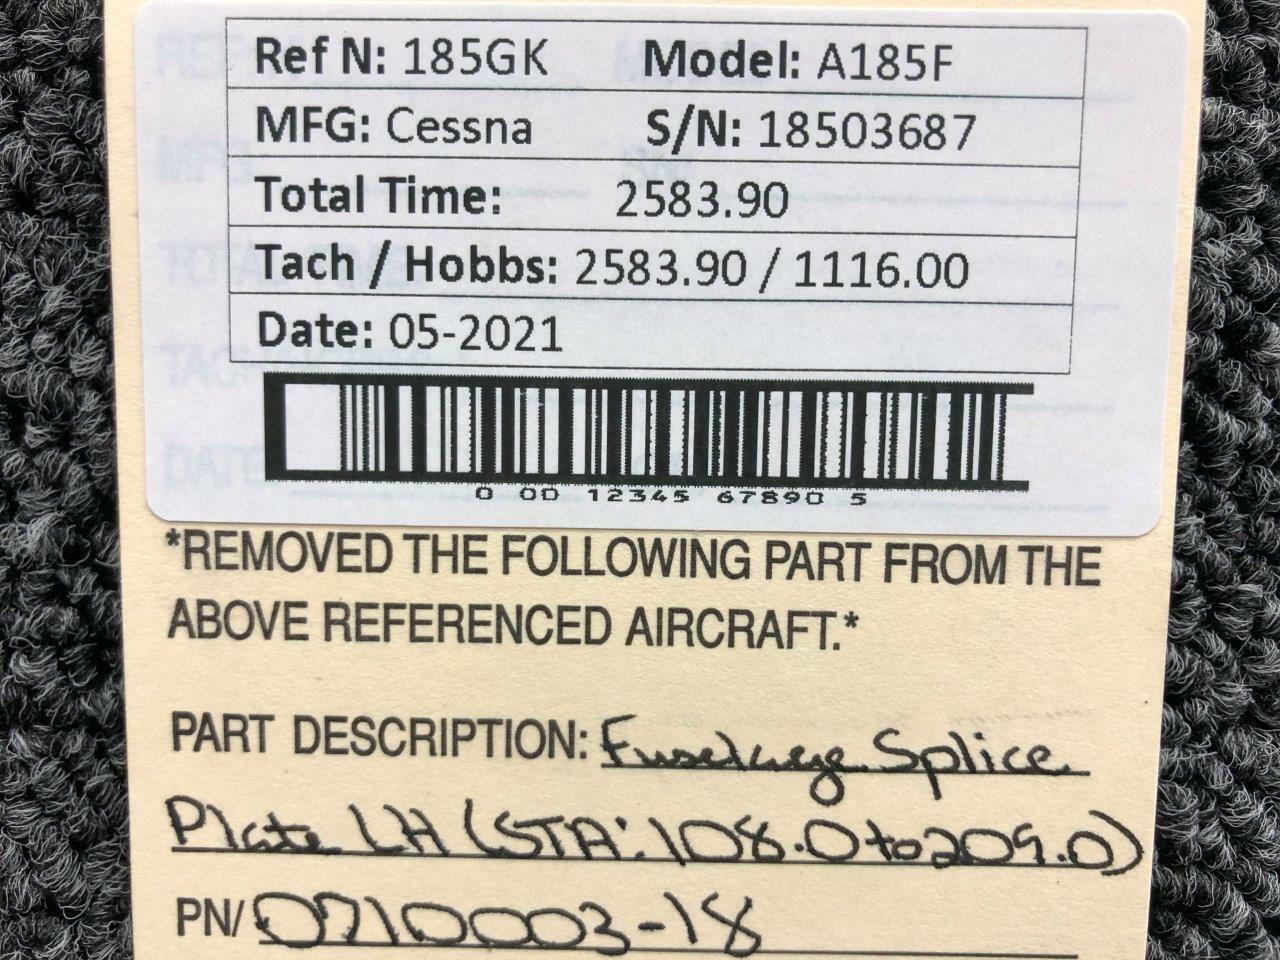 Ref N: 185GK Model: A185F
MFG: Cessna S/N: 18503687
Total Time: 2583.90
Tach / Hobbs: 2583.90 / 1116.00
Date: 05-2021
0 00 12345 67890 5
*REMOVED THE FOLLOWING PART FROM THE
ABOVE REFERENCED AIRCRAFT.*
PART DESCRIPTION: Fuselage Splice
Plate LH (STA: 108.0 to 209.0)
PN/ 0710003-18